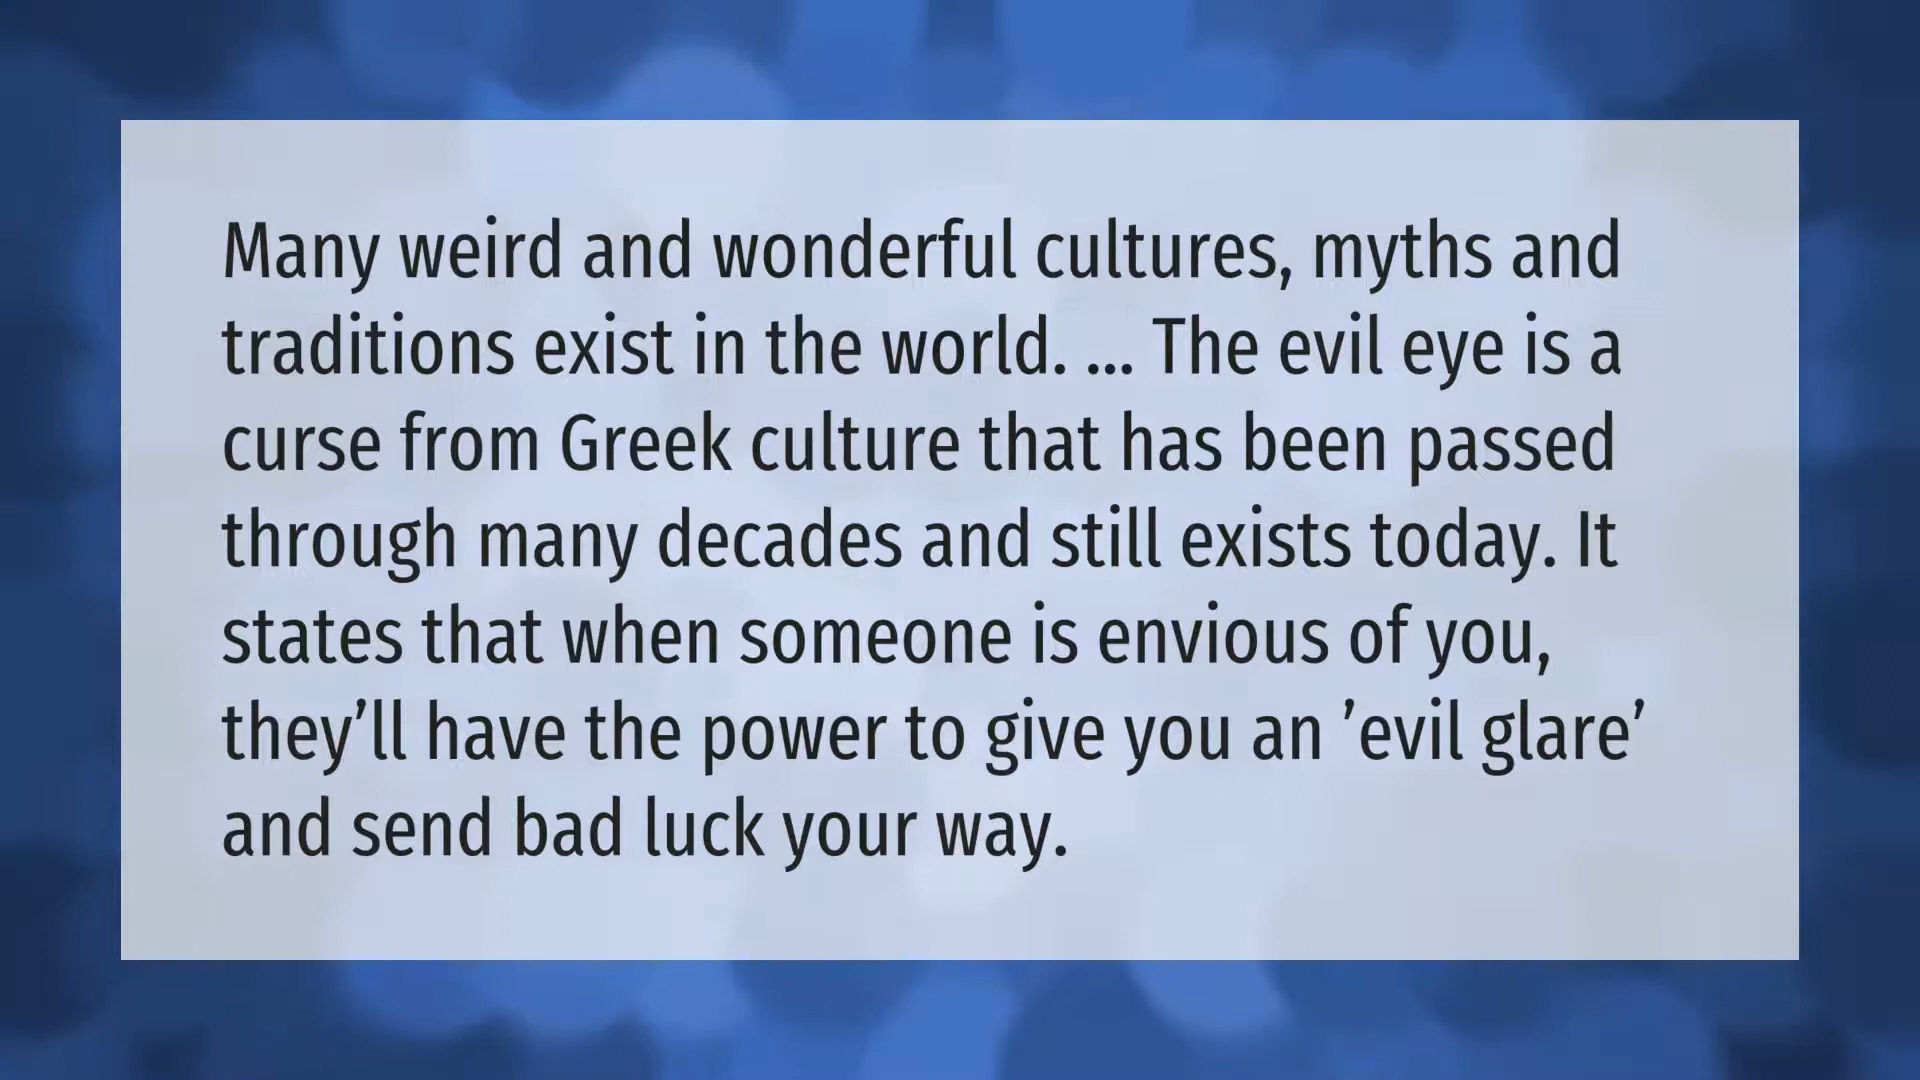 Many weird and wonderful cultures, myths and
traditions exist in the world. ... The evil eye is a
curse from Greek culture that has been passed
through many decades and still exists today. It
states that when someone is envious of you,
they’ll have the power to give you an ’evil glare’
and send bad luck your way.